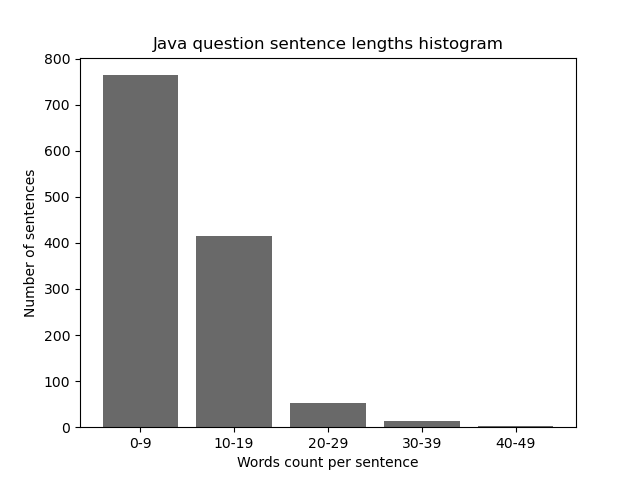 Java question sentence lengths histogram
800
700
600
500
400
300
200
100
0
Number of sentences
0-9 10-19 20-29 30-39 40-49
Words count per sentence